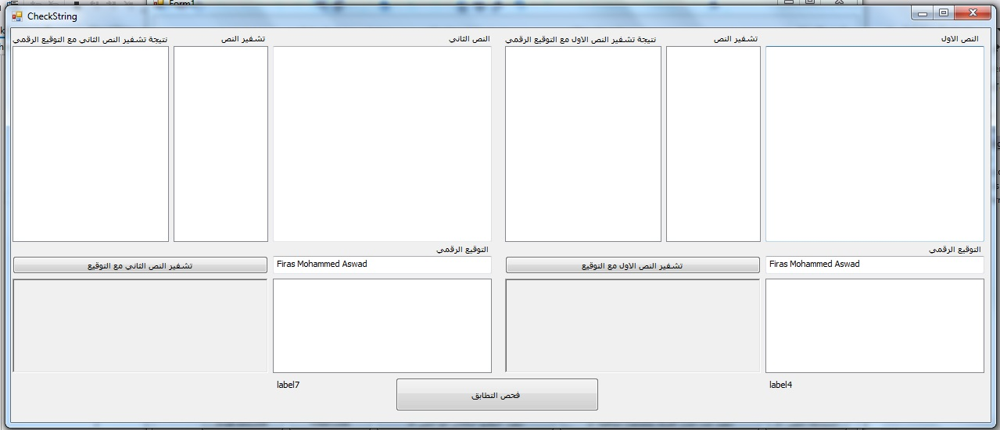 Form1
CheckString
النص الاول
تشفير النص
نتيجة تشفير النص الاول مع التوقيع الرقمي
النص الثاني
تشفير النص
نتيجة تشفير النص الثاني مع التوقيع الرقمي
التوقيع الرقمي
التوقيع الرقمي
Firas Mohammed Aswad
تشفير النص الاول مع التوقيع
Firas Mohammed Aswad
تشفير النص الثاني مع التوقيع
label4
label7
فحص التطابق